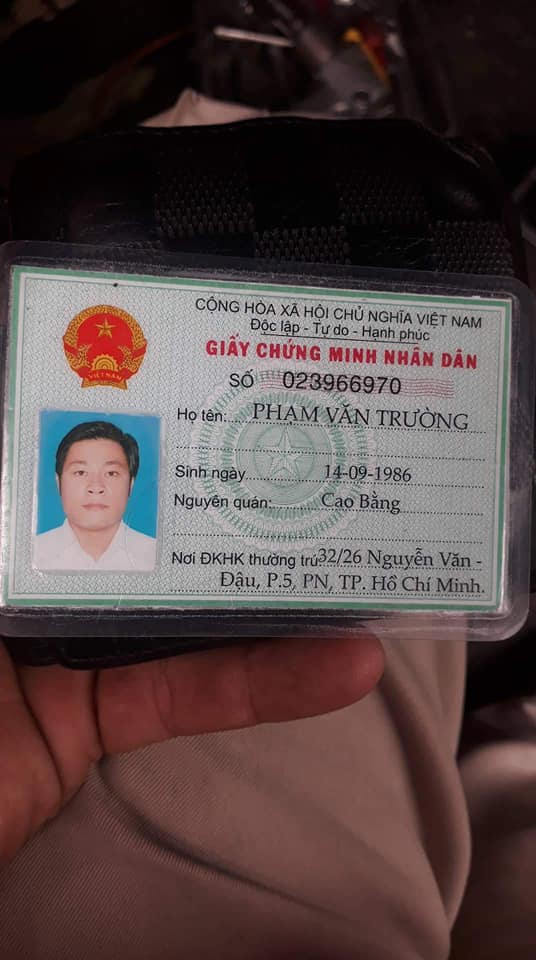 CỘNG HÒA XÃ HỘI CHỦ NGHĨA VIỆT NAM
Độc lập - Tự do - Hạnh phúc
GIẤY CHỨNG MINH NHÂN DÂN
SỐ 023966970
Họ tên: PHẠM VĂN TRƯỜNG
Sinh ngày 14-09-1986
Nguyên quán: Cao Bằng
Nơi ĐKHK thường trú: 32/26 Nguyễn Văn -
Đậu, P.5, PN, TP. Hồ Chí Minh.
VIỆT NAM